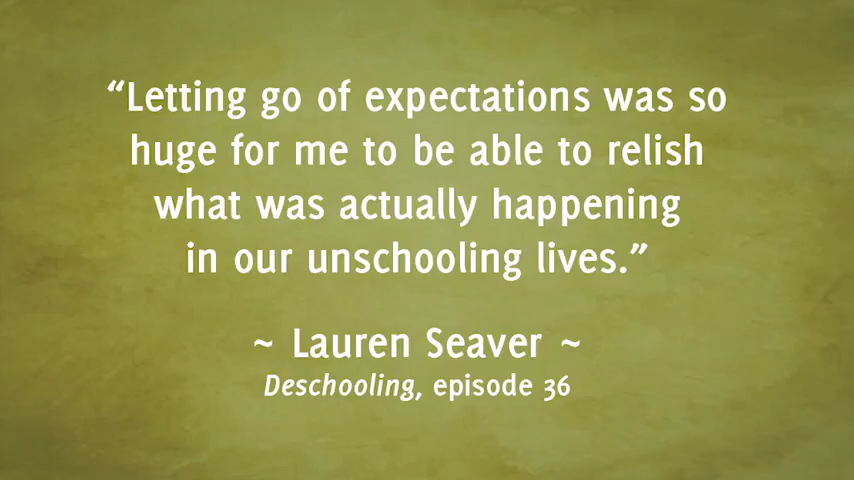 “Letting go of expectations was so
huge for me to be able to relish
what was actually happening
in our unschooling lives.”
~ Lauren Seaver ~
Deschooling, episode 36